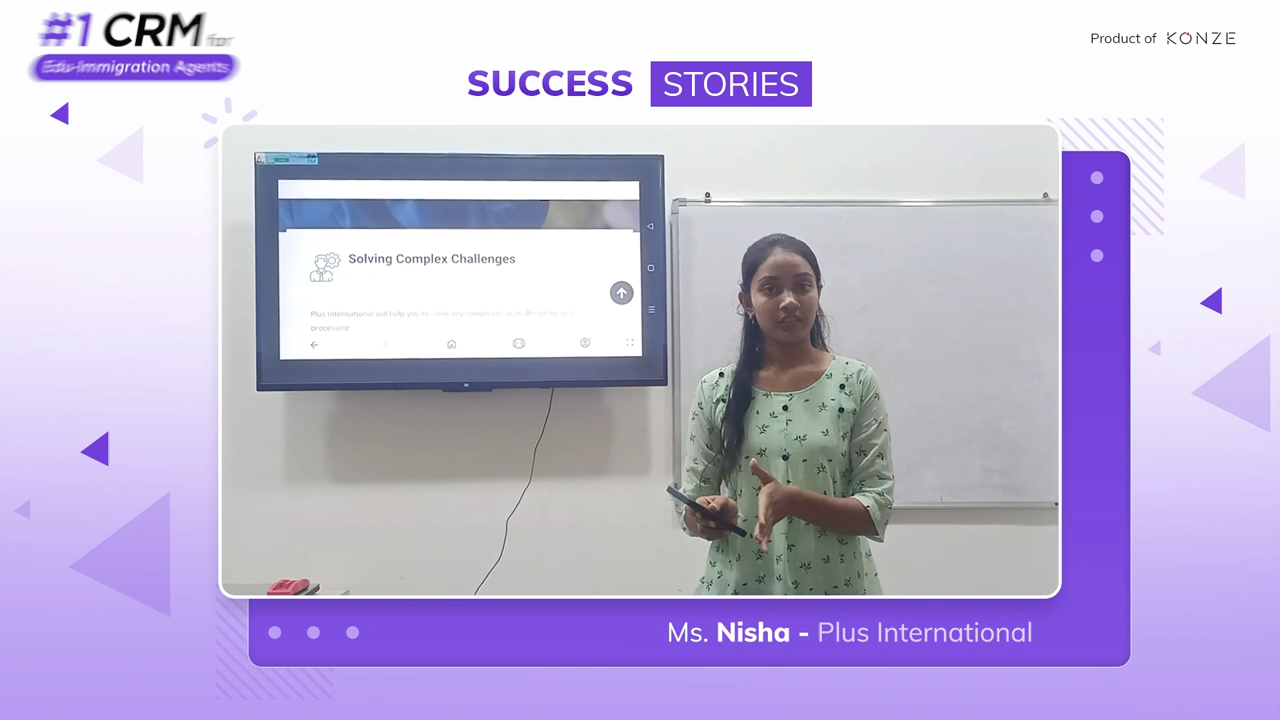 #1 CRM for
Edu-Immigration Agents
Product of KONZE
SUCCESS STORIES
Solving Complex Challenges
Plus International will help you to solve any complexity or challenge for visa
processing
Ms. Nisha - Plus International